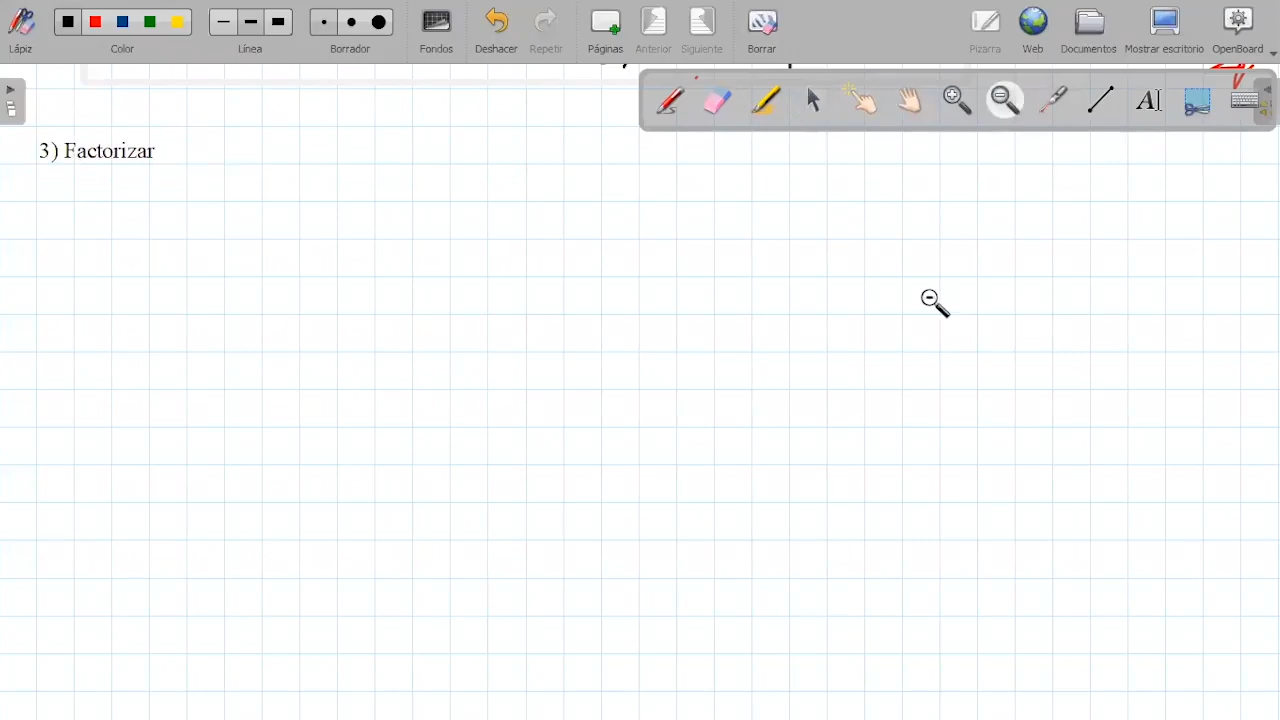 Lápiz Color Línea Borrador Fondos Deshacer Repetir Páginas Anterior Siguiente Borrar Pizarra Web Documentos Mostrar escritorio OpenBoard
3) Factorizar